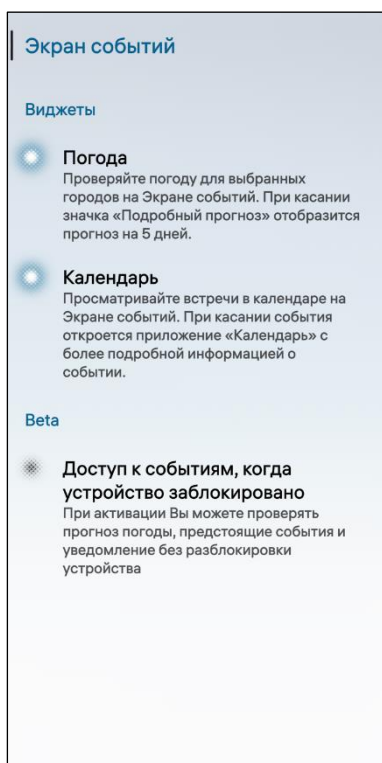 Экран событий
Виджеты
Погода
Проверяйте погоду для выбранных
городов на Экране событий. При касании
значка «Подробный прогноз» отобразится
прогноз на 5 дней.
Календарь
Просматривайте встречи в календаре на
Экране событий. При касании события
откроется приложение «Календарь» с
более подробной информацией о
событии.
Beta
Доступ к событиям, когда
устройство заблокировано
При активации Вы можете проверять
прогноз погоды, предстоящие события и
уведомление без разблокировки
устройства